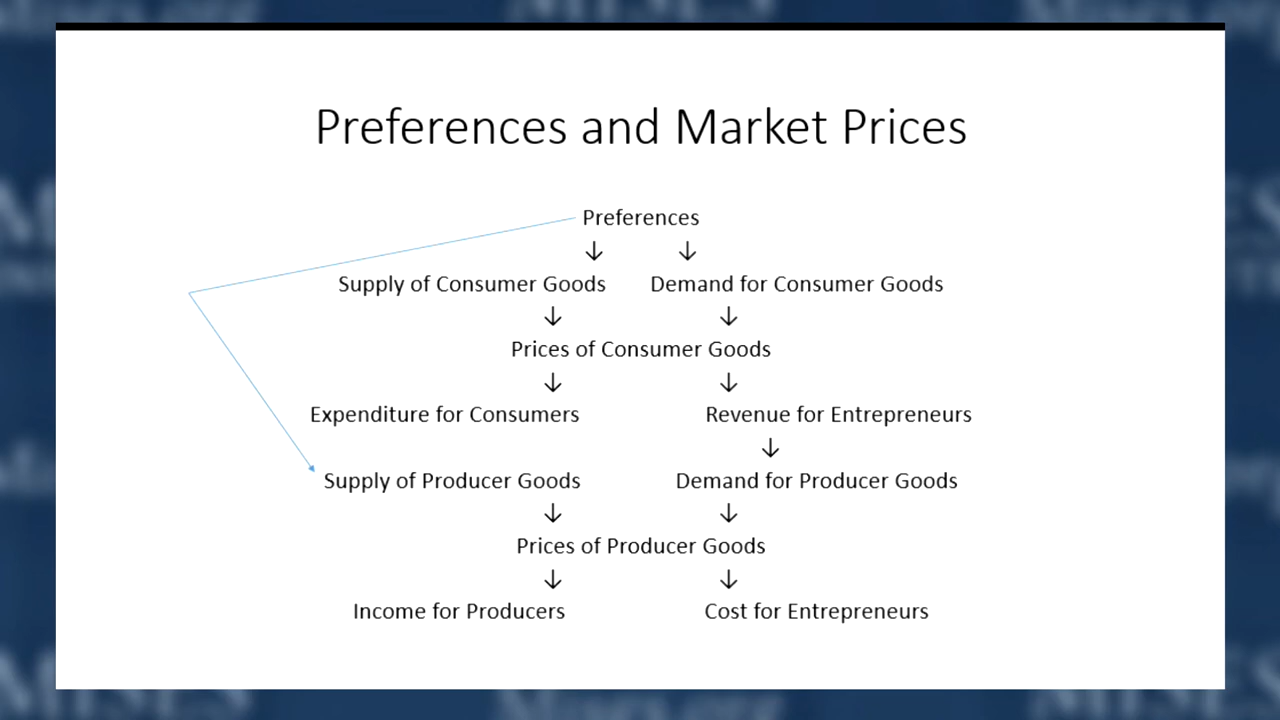 Preferences and Market Prices
Preferences
↓ ↓
Supply of Consumer Goods Demand for Consumer Goods
↓ ↓
Prices of Consumer Goods
↓ ↓
Expenditure for Consumers Revenue for Entrepreneurs
↓
Supply of Producer Goods Demand for Producer Goods
↓ ↓
Prices of Producer Goods
↓ ↓
Income for Producers Cost for Entrepreneurs